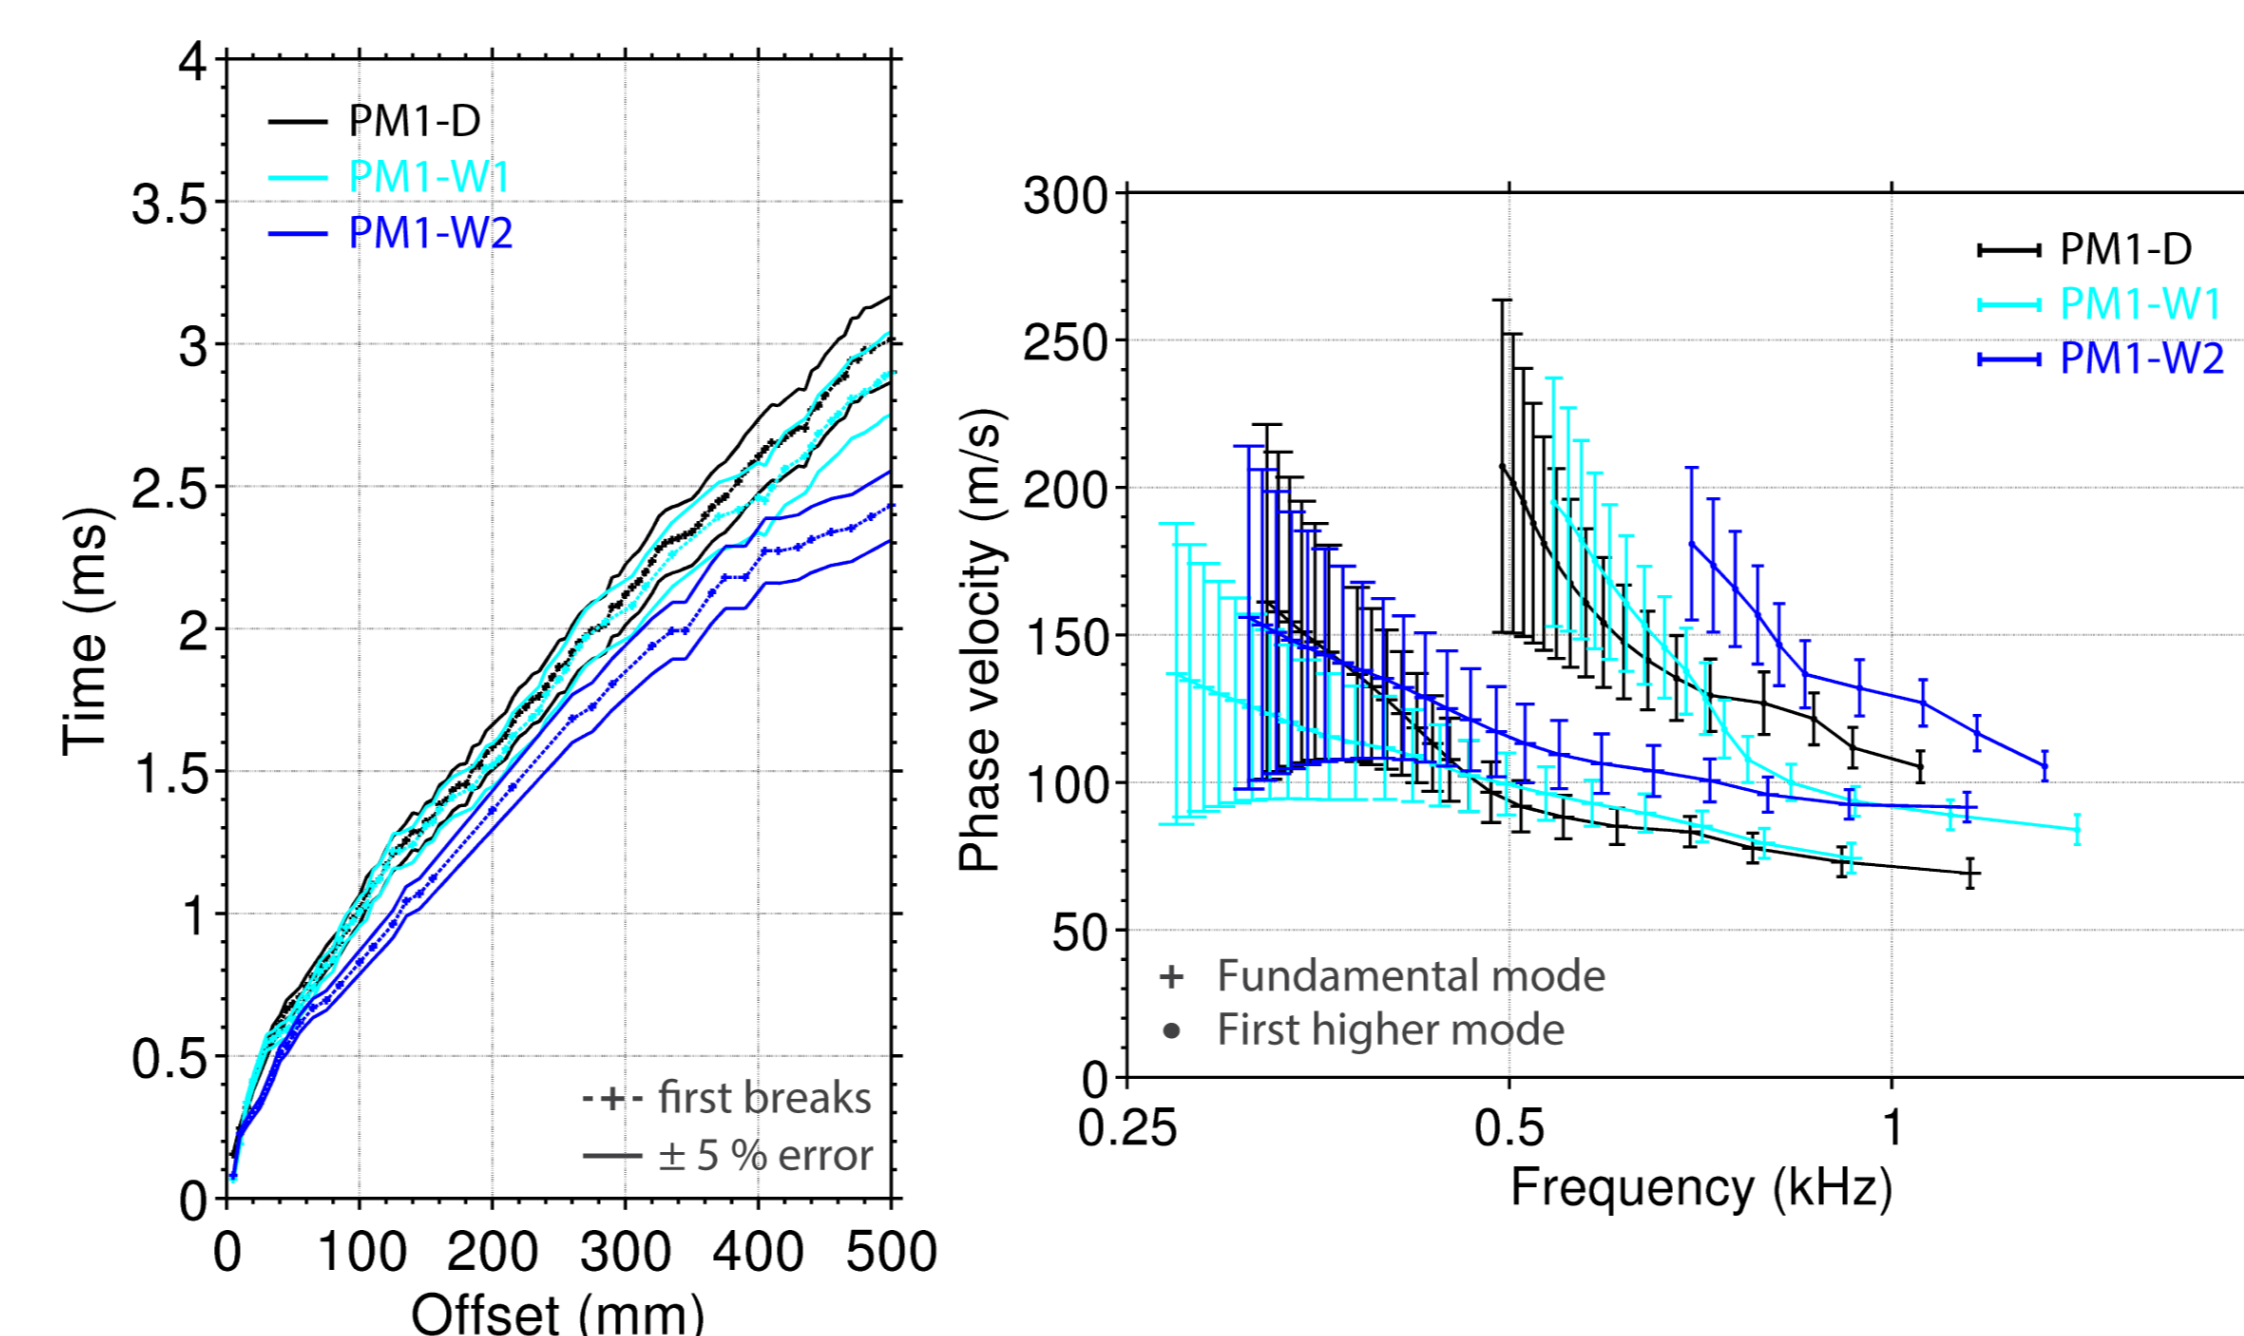 4
3.5
3
2.5
2
1.5
1
0.5
0
Time (ms)
PM1-D
PM1-W1
PM1-W2
first breaks
± 5 % error
0 100 200 300 400 500
Offset (mm)
300
250
200
150
100
50
0
Phase velocity (m/s)
PM1-D
PM1-W1
PM1-W2
Fundamental mode
First higher mode
0.25 0.5 1
Frequency (kHz)